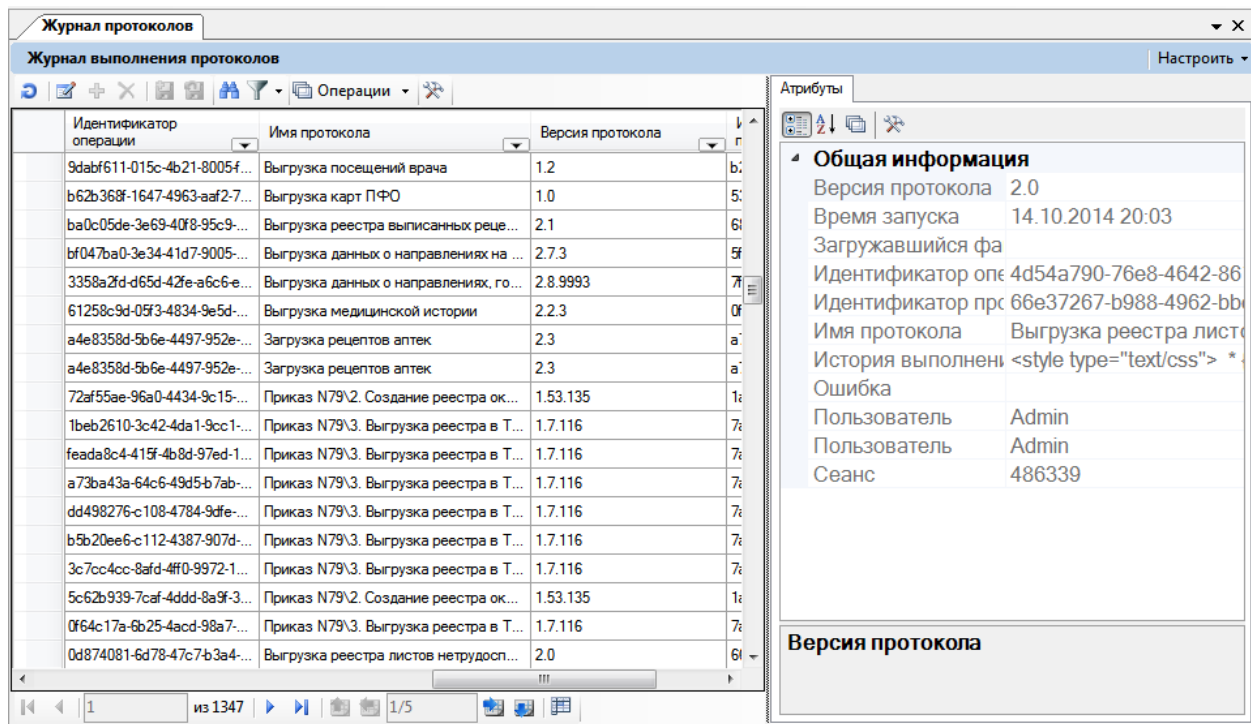 Журнал протоколов
Журнал выполнения протоколов
Настроить
Операции
Идентификатор операции
Имя протокола
Версия протокола
9dabf611-015c-4b21-8005-f... Выгрузка посещений врача 1.2
b62b368f-1647-4963-aaf2-7... Выгрузка карт ПФО 1.0
ba0c05de-3e69-40f8-95c9-... Выгрузка реестра выписанных реце... 2.1
bf047ba0-3e34-41d7-9005-... Выгрузка данных о направлениях на ... 2.7.3
3358a2fd-d65d-42fe-a6c6-e... Выгрузка данных о направлениях, го... 2.8.9993
61258c9d-05f3-4834-9e5d-... Выгрузка медицинской истории 2.2.3
a4e8358d-5b6e-4497-952e-... Загрузка рецептов аптек 2.3
a4e8358d-5b6e-4497-952e-... Загрузка рецептов аптек 2.3
72af55ae-96a0-4434-9c15-... Приказ N79\2. Создание реестра ок... 1.53.135
1beb2610-3c42-4da1-9cc1-... Приказ N79\3. Выгрузка реестра в Т... 1.7.116
feada8c4-415f-4b8d-97ed-1... Приказ N79\3. Выгрузка реестра в Т... 1.7.116
a73ba43a-64c6-49d5-b7ab-... Приказ N79\3. Выгрузка реестра в Т... 1.7.116
dd498276-c108-4784-9dfe-... Приказ N79\3. Выгрузка реестра в Т... 1.7.116
b5b20ee6-c112-4387-907d-... Приказ N79\3. Выгрузка реестра в Т... 1.7.116
3c7cc4cc-8afd-4ff0-9972-1... Приказ N79\3. Выгрузка реестра в Т... 1.7.116
5c62b939-7caf-4ddd-8a9f-3... Приказ N79\2. Создание реестра ок... 1.53.135
0f64c17a-6b25-4acd-98a7-... Приказ N79\3. Выгрузка реестра в Т... 1.7.116
0d874081-6d78-47c7-b3a4-... Выгрузка реестра листов нетрудосп... 2.0
1 из 1347 1/5
Атрибуты
Общая информация
Версия протокола 2.0
Время запуска 14.10.2014 20:03
Загружавшийся фа
Идентификатор опе 4d54a790-76e8-4642-86
Идентификатор про 66e37267-b988-4962-bb
Имя протокола Выгрузка реестра листо
История выполнени <style type="text/css"> *
Ошибка
Пользователь Admin
Пользователь Admin
Сеанс 486339
Версия протокола